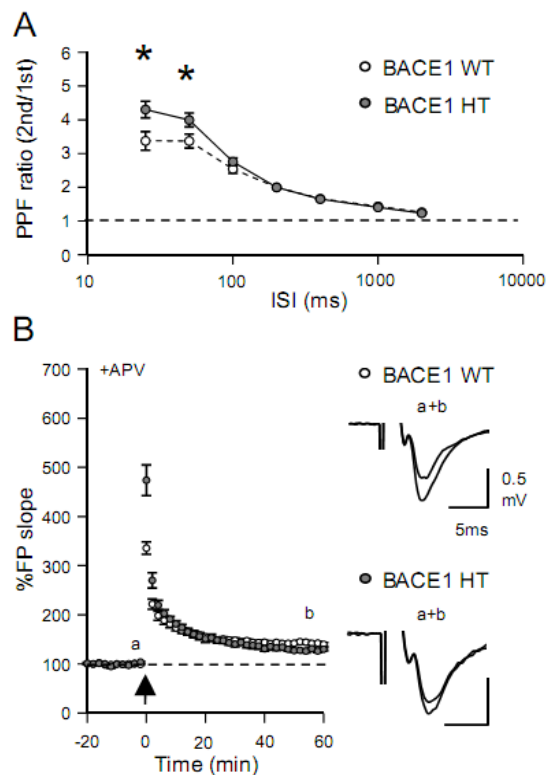 A
PPF ratio (2nd/1st)
6
5
4
3
2
1
0
* *
BACE1 WT
BACE1 HT
10 100 1000 10000
ISI (ms)
B
%FP slope
700
600
500
400
300
200
100
0
+APV
a
b
-20 0 20 40 60
Time (min)
BACE1 WT
a+b
0.5
mV
5ms
BACE1 HT
a+b